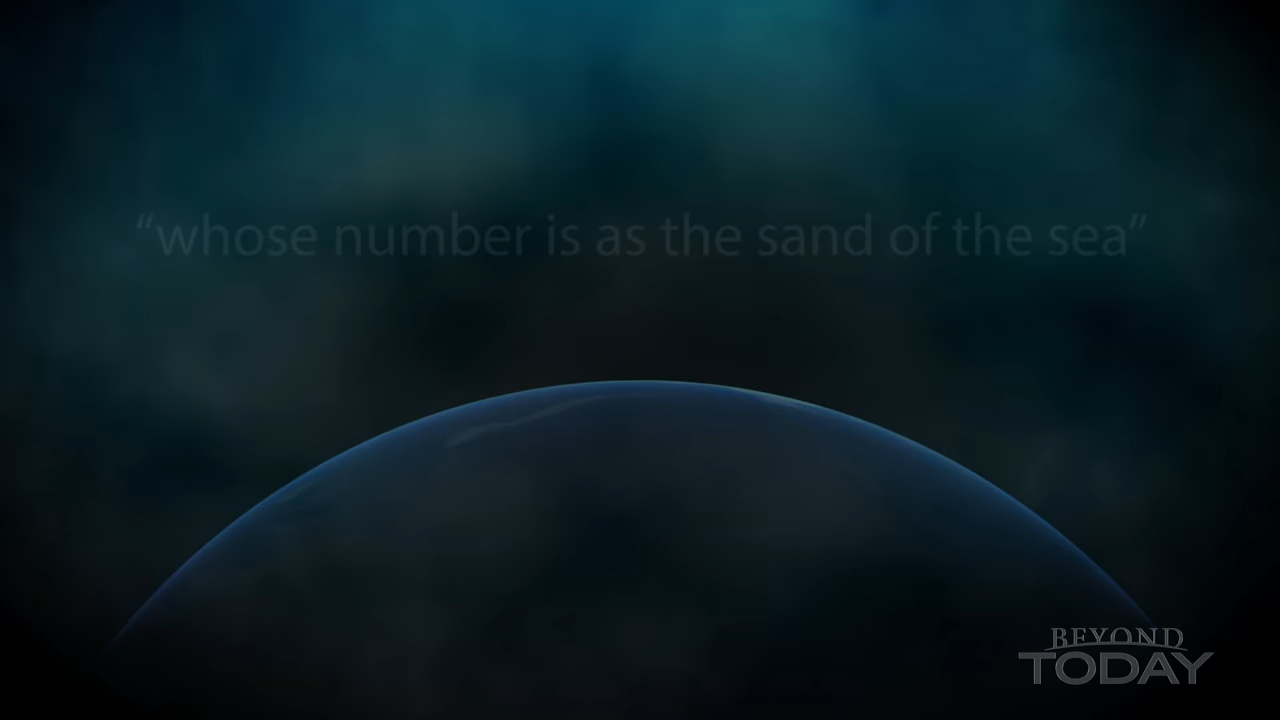 “whose number is as the sand of the sea”
BEYOND
TODAY